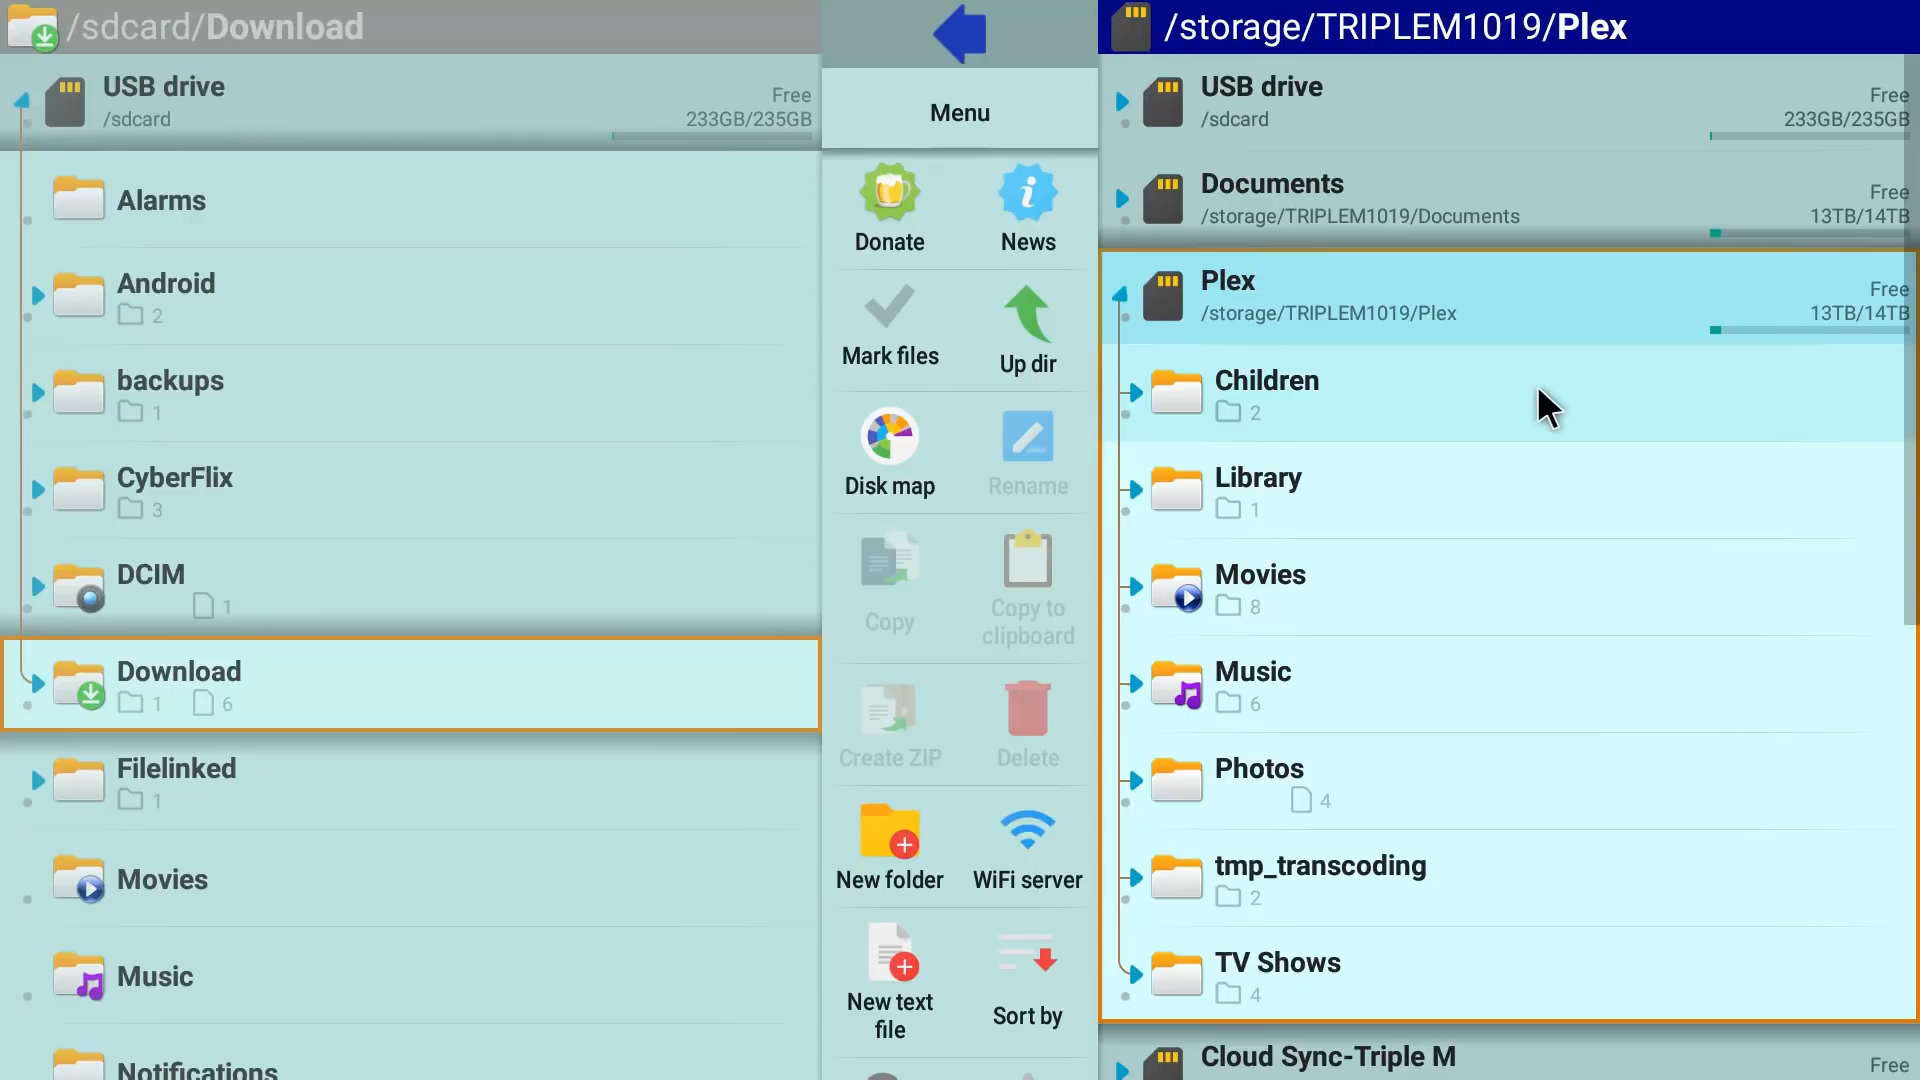 /sdcard/Download
USB drive
/sdcard
Free
233GB/235GB
Alarms
Android
2
backups
1
CyberFlix
3
DCIM
1
Download
1 6
Filelinked
1
Movies
Music
Notifications
Menu
Donate News
Mark files Up dir
Disk map Rename
Copy Copy to
clipboard
Create ZIP Delete
New folder WiFi server
New text
file
Sort by
/storage/TRIPLEM1019/Plex
USB drive
/sdcard
Free
233GB/235GB
Documents
/storage/TRIPLEM1019/Documents
Free
13TB/14TB
Plex
/storage/TRIPLEM1019/Plex
Free
13TB/14TB
Children
2
Library
1
Movies
8
Music
6
Photos
4
tmp_transcoding
2
TV Shows
4
Cloud Sync-Triple M
Free